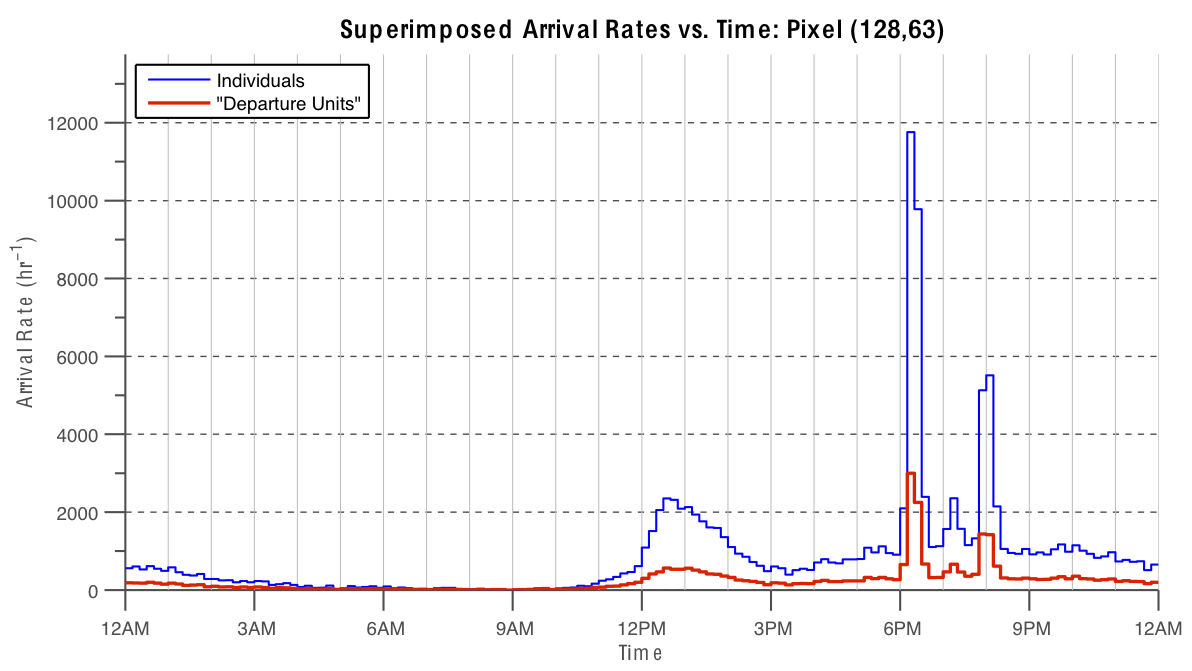 Superimposed Arrival Rates vs. Time: Pixel (128,63)
Individuals
"Departure Units"
12000
10000
8000
6000
4000
2000
0
Arrival Rate (hr⁻¹)
12AM 3AM 6AM 9AM 12PM 3PM 6PM 9PM 12AM
Time